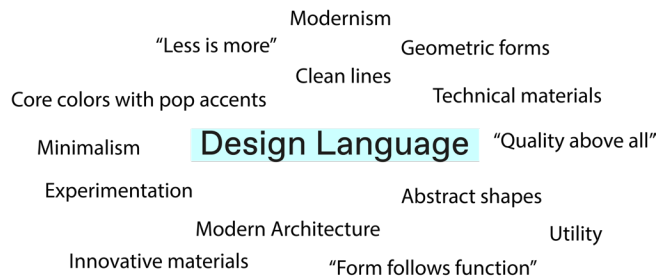 Modernism
“Less is more”
Geometric forms
Clean lines
Core colors with pop accents
Technical materials
Minimalism
Design Language
“Quality above all”
Experimentation
Abstract shapes
Modern Architecture
Utility
Innovative materials
“Form follows function”